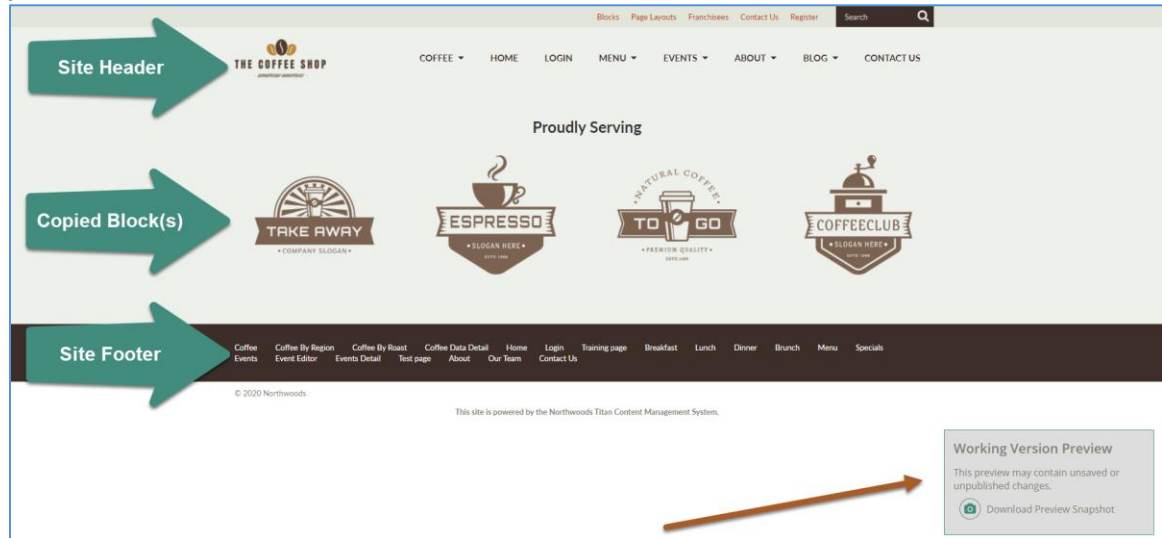 Blocks Page Layouts Franchisees Contact Us Register Search
Site Header
THE COFFEE SHOP
COFFEE HOME LOGIN MENU EVENTS ABOUT BLOG CONTACT US
Proudly Serving
Copied Block(s)
TAKE AWAY
• COMPANY SLOGAN •
ESPRESSO
• SLOGAN HERE •
NATURAL COFFEE
TO GO
• PREMIUM QUALITY •
COFFEECLUB
• SLOGAN HERE •
Site Footer
Coffee Coffee By Region Coffee By Roast Coffee Data Detail Home Login Training page Breakfast Lunch Dinner Brunch Menu Specials
Events Event Editor Events Detail Test page About Our Team Contact Us
© 2020 Northwoods
This site is powered by the Northwoods Titan Content Management System.
Working Version Preview
This preview may contain unsaved or
unpublished changes.
Download Preview Snapshot